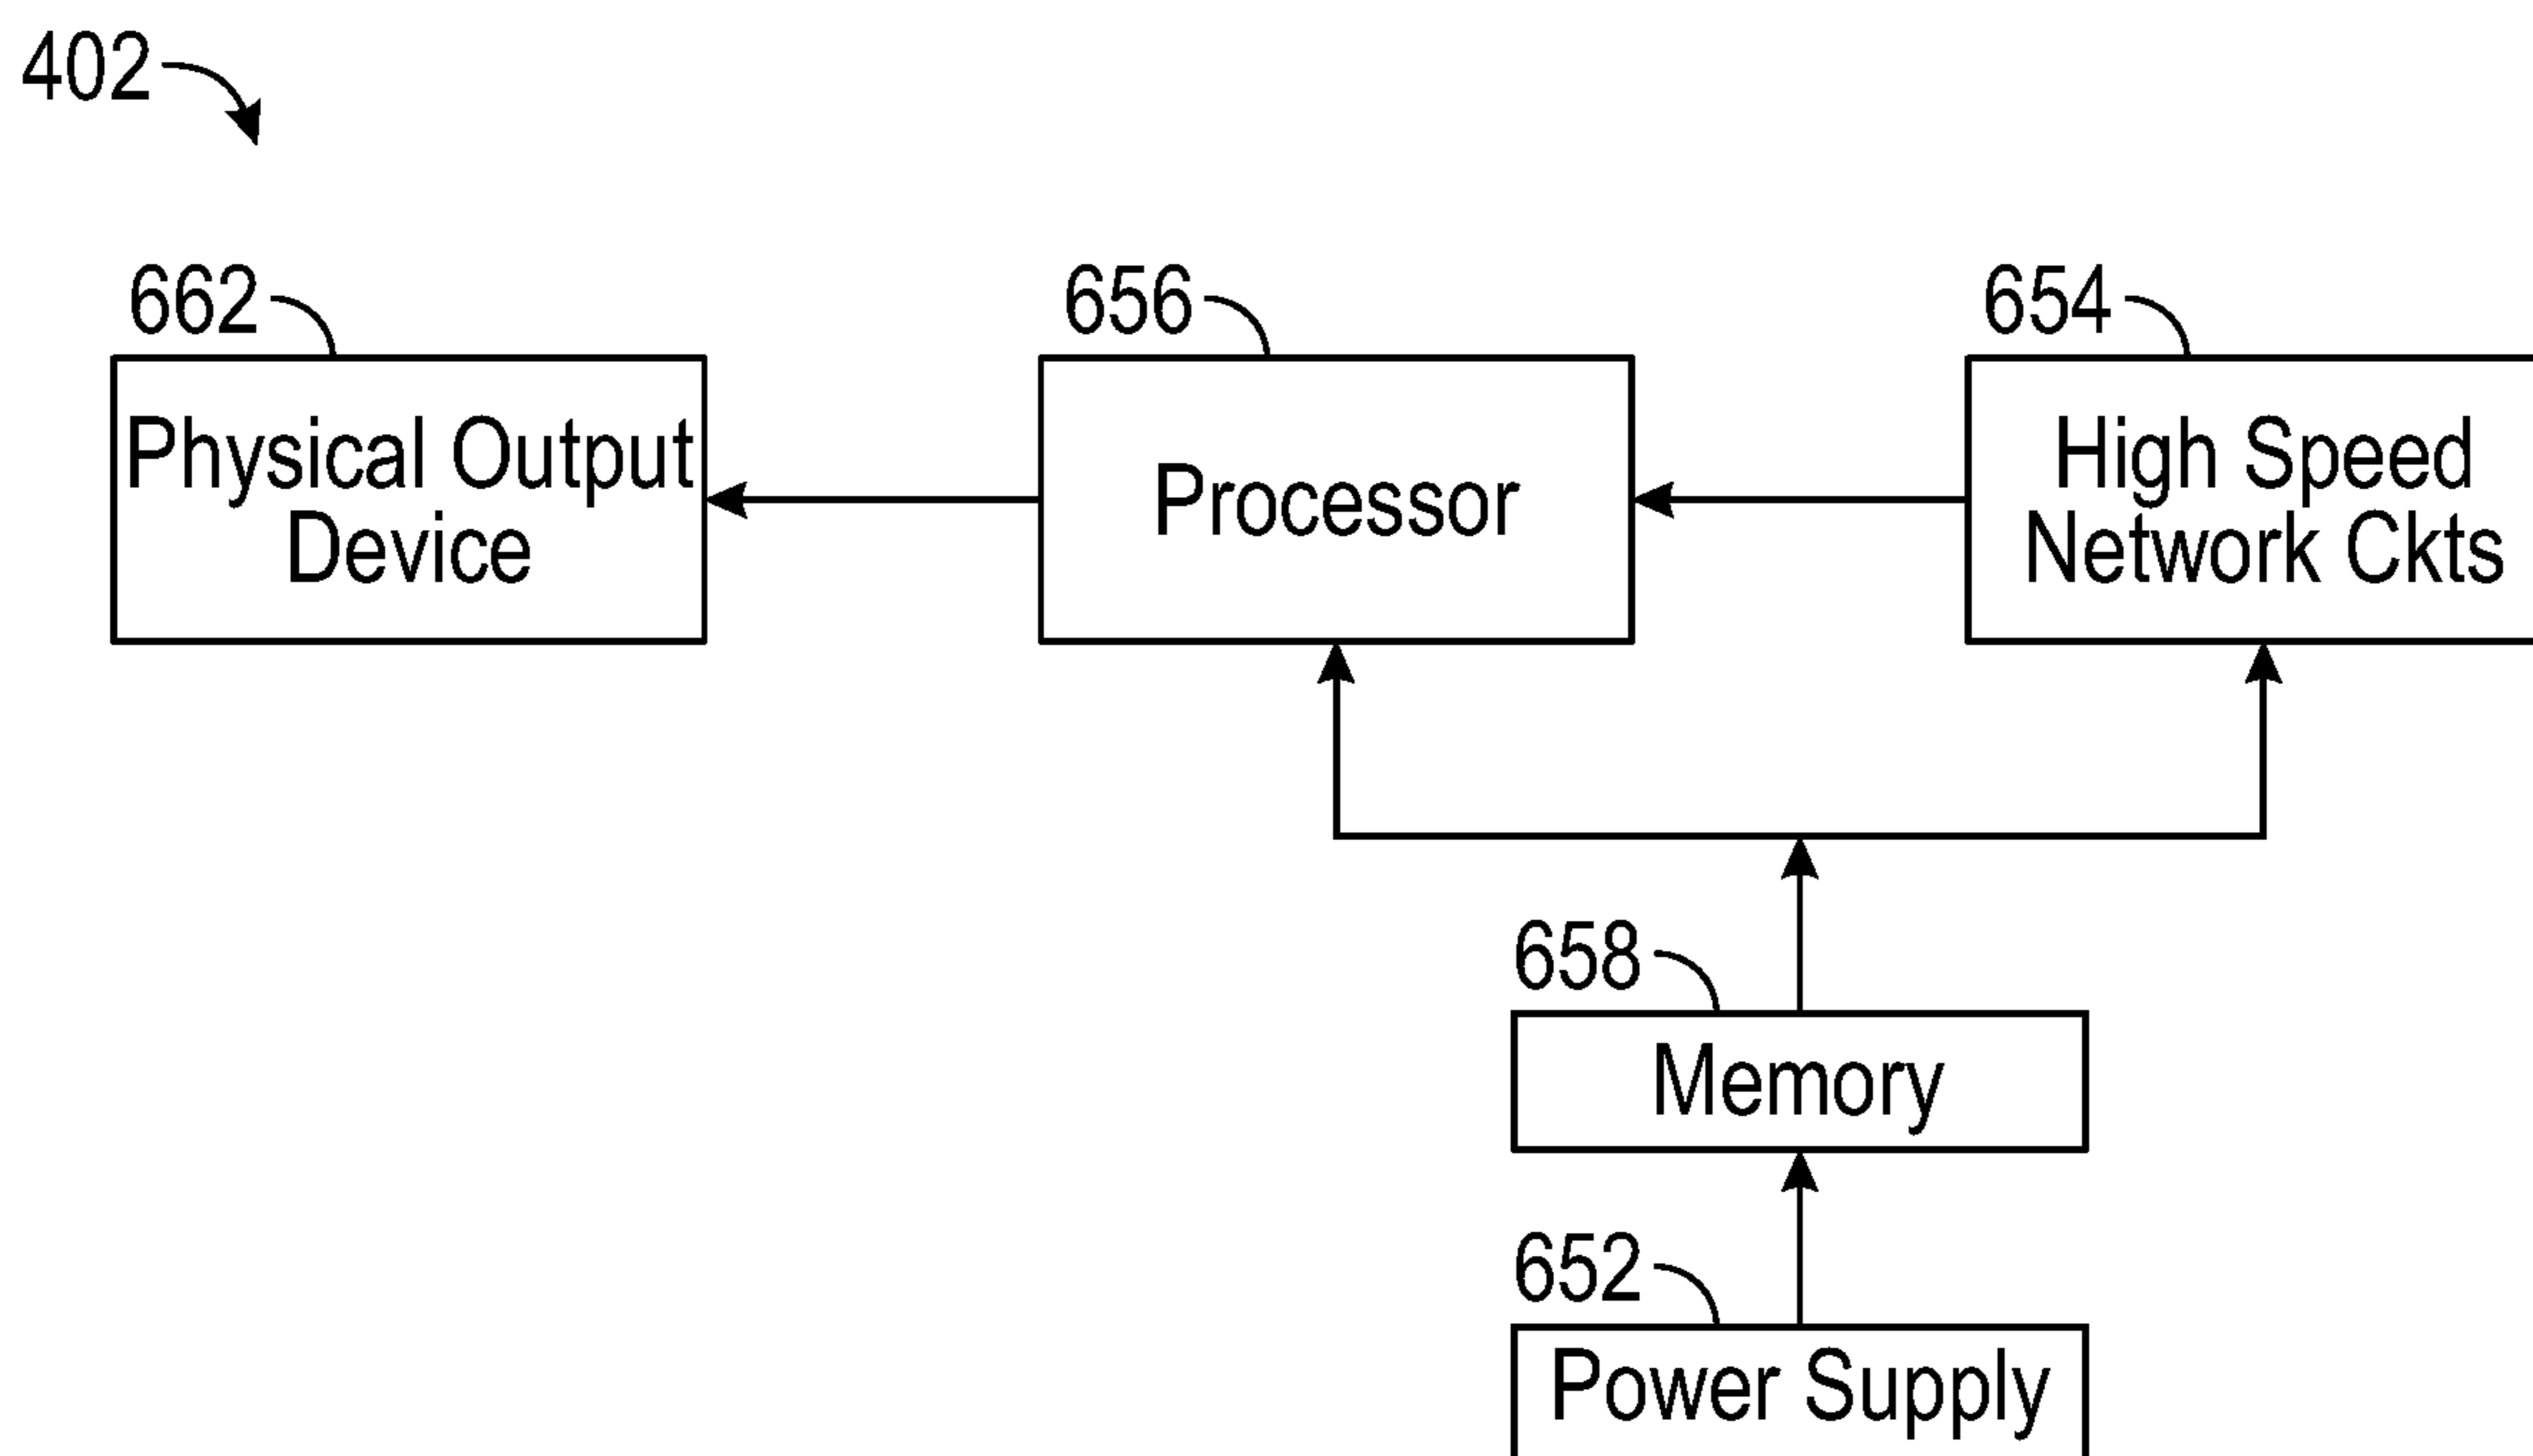 402
662
656
654
Physical Output
Device
Processor
High Speed
Network Ckts
658
Memory
652
Power Supply